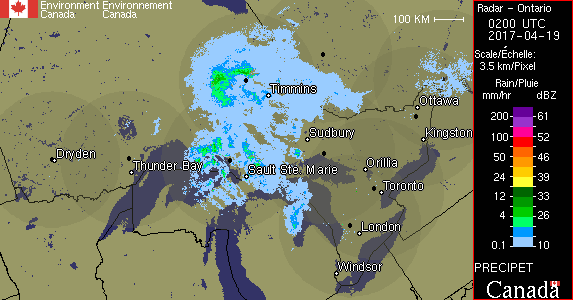 Environment Environnement
Canada Canada
100 KM
Timmins
Ottawa
Sudbury
Kingston
Dryden
Thunder Bay
Sault Ste. Marie
Orillia
Toronto
London
Windsor
Radar - Ontario
0200 UTC
2017-04-19
Scale/Échelle:
3.5 km/Pixel
Rain/Pluie
mm/hr dBZ
200 61
100 52
50 46
24 39
12 33
4 26
0.1 10
PRECIPET
Canada